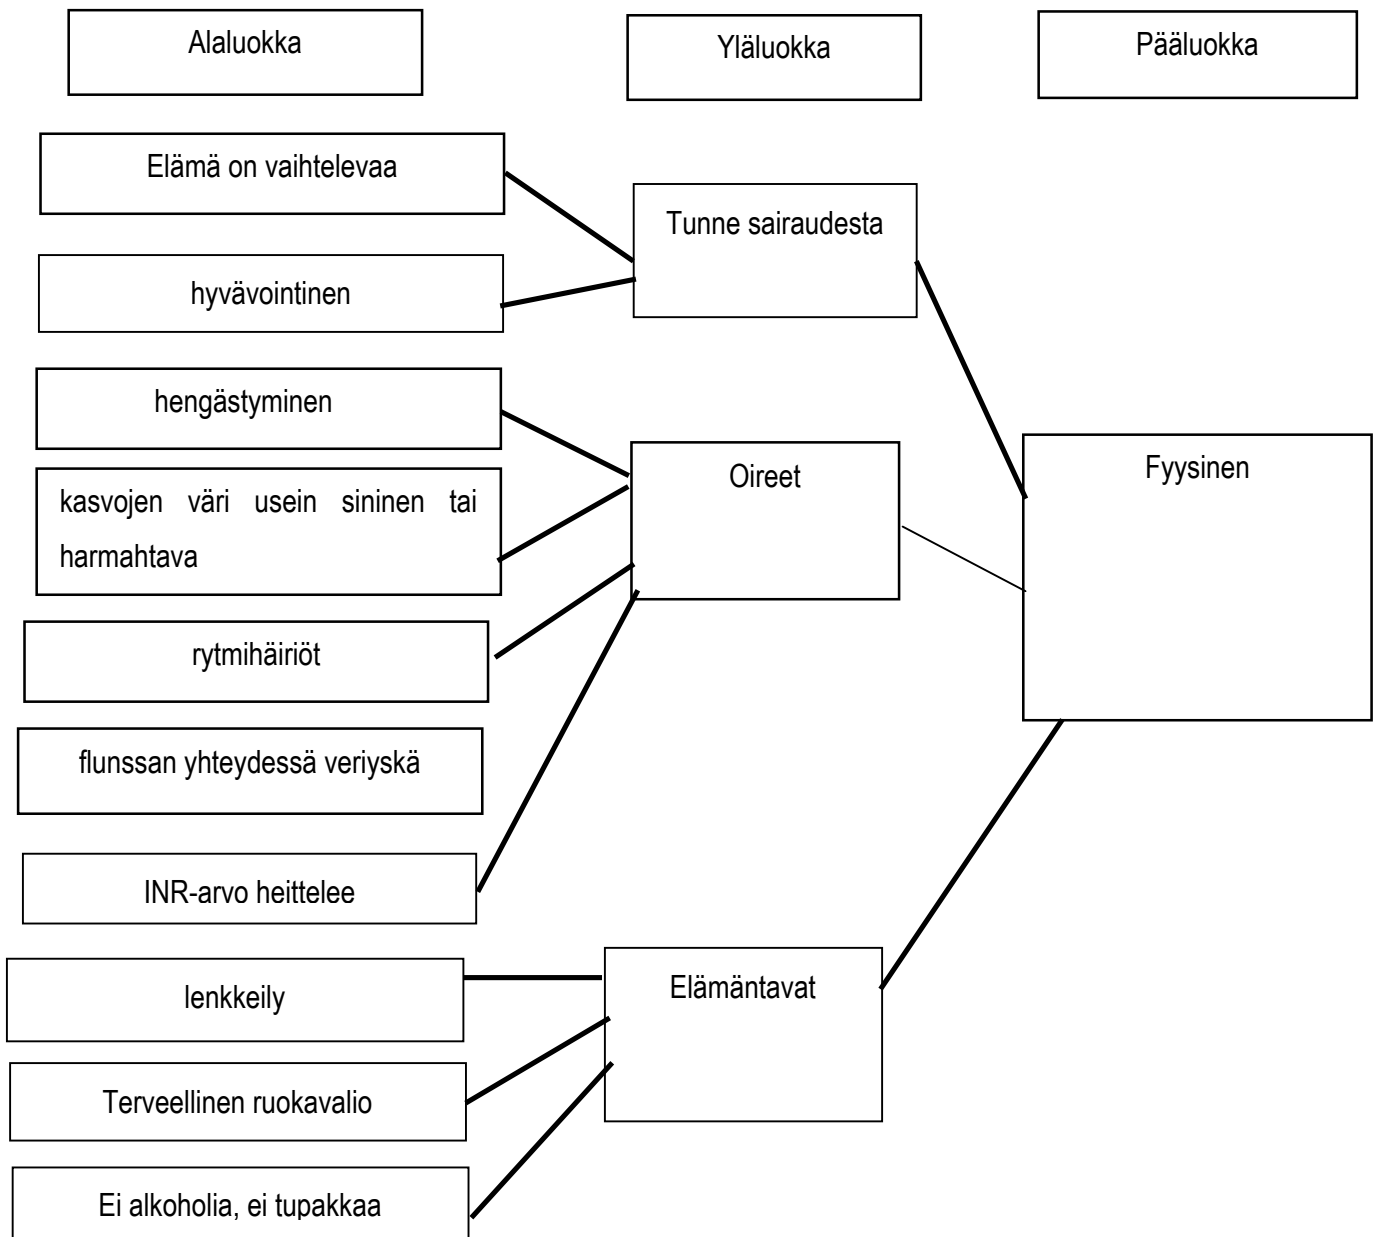 Alaluokka
Yläluokka
Pääluokka
Elämä on vaihtelevaa
Tunne sairaudesta
hyvävointinen
hengästyminen
Oireet
Fyysinen
kasvojen väri usein sininen tai
harmahtava
rytmihäiriöt
flunssan yhteydessä veriyskä
INR-arvo heittelee
lenkkeily
Elämäntavat
Terveellinen ruokavalio
Ei alkoholia, ei tupakkaa